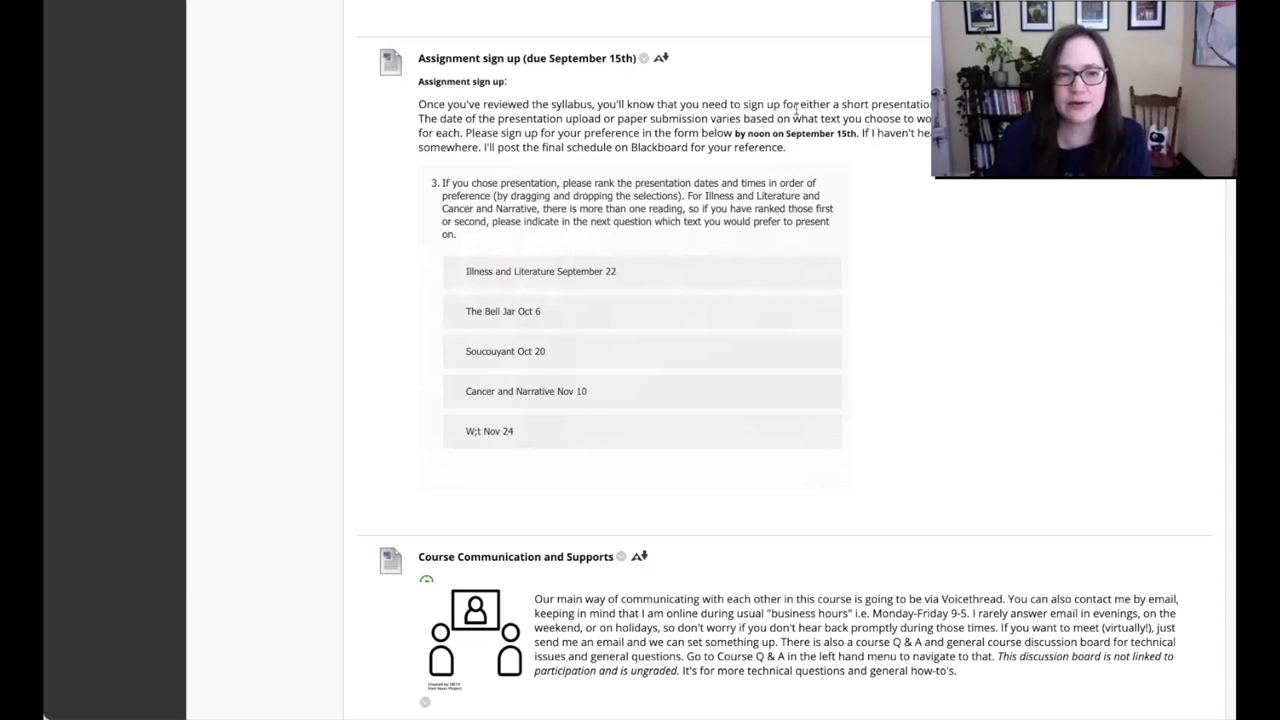 Assignment sign up (due September 15th)
Assignment sign up:
Once you've reviewed the syllabus, you'll know that you need to sign up for either a short presentatio
The date of the presentation upload or paper submission varies based on what text you choose to wo
for each. Please sign up for your preference in the form below by noon on September 15th. If I haven't he
somewhere. I'll post the final schedule on Blackboard for your reference.
3. If you chose presentation, please rank the presentation dates and times in order of
preference (by dragging and dropping the selections). For Illness and Literature and
Cancer and Narrative, there is more than one reading, so if you have ranked those first
or second, please indicate in the next question which text you would prefer to present
on.
Illness and Literature September 22
The Bell Jar Oct 6
Soucouyant Oct 20
Cancer and Narrative Nov 10
W;t Nov 24
Course Communication and Supports
Our main way of communicating with each other in this course is going to be via Voicethread. You can also contact me by email,
keeping in mind that I am online during usual "business hours" i.e. Monday-Friday 9-5. I rarely answer email in evenings, on the
weekend, or on holidays, so don't worry if you don't hear back promptly during those times. If you want to meet (virtually!), just
send me an email and we can set something up. There is also a course Q & A and general course discussion board for technical
issues and general questions. Go to Course Q & A in the left hand menu to navigate to that. This discussion board is not linked to
participation and is ungraded. It's for more technical questions and general how-to's.